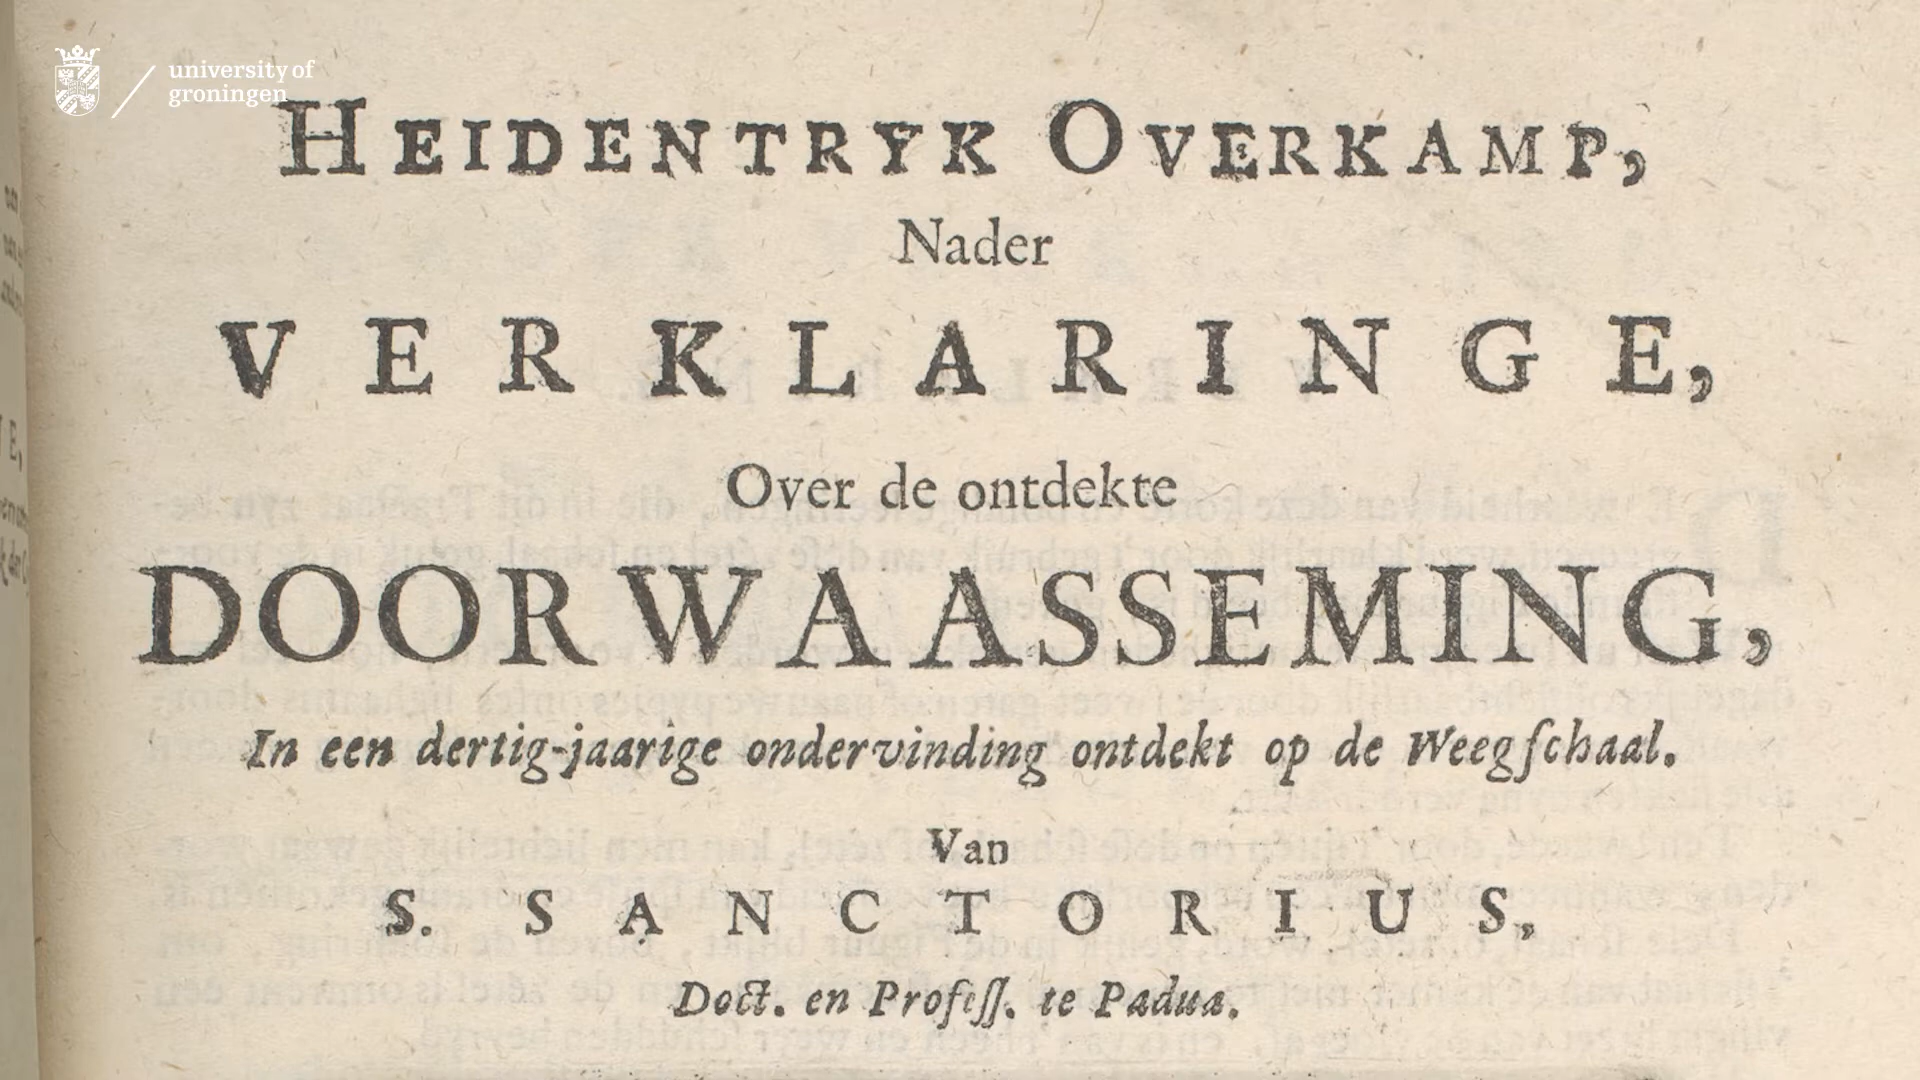 university of
groningen
HEIDENTRYK OVERKAMP,
Nader
VERKLARINGE,
Over de ontdekte
DOORWAASSEMING,
In een dertig-jaarige ondervinding ontdekt op de Weegſchaal.
Van
S. SANCTORIUS,
Doct. en Profeſſ. te Padua.